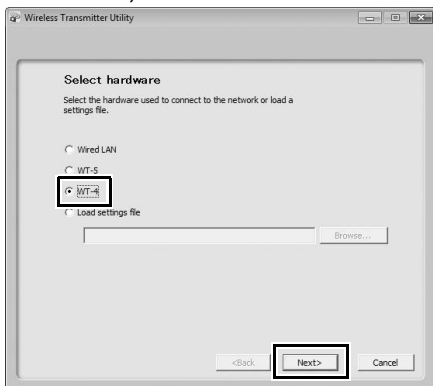 Wireless Transmitter Utility
Select hardware
Select the hardware used to connect to the network or load a
settings file.
Wired LAN
WT-5
WT-4
Load settings file
Browse...
<Back Next> Cancel